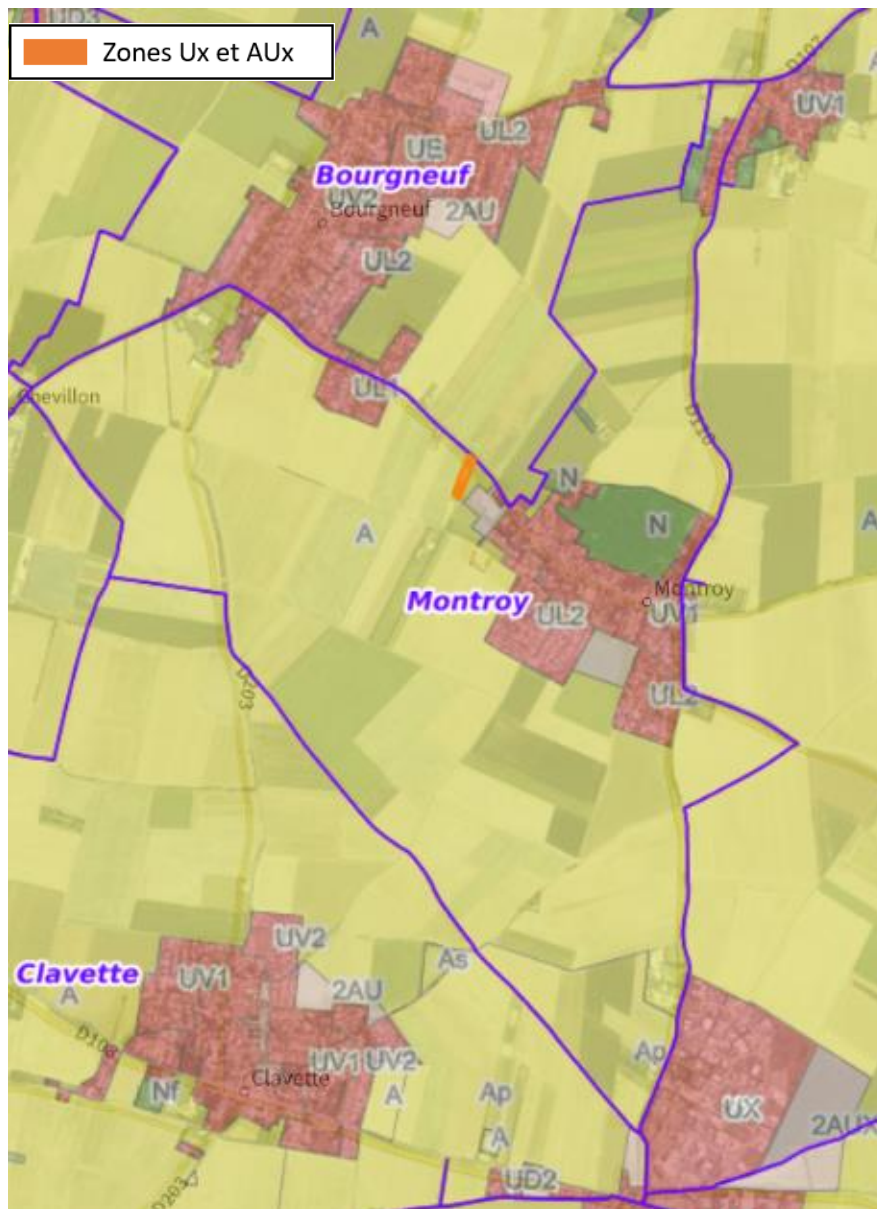 UD3
A
Zones Ux et AUx
D107
UV1
UL2
UE
Bourgneuf
UV2
Bourgneuf
2AU
UL2
Chevillon
UL1
D110
N
N
A
A
Montroy
Montroy
UL2
UV1
D203
UL2
UV2
Clavette
As
UV1
A
2AU
D108
UV1 UV2
Ap
Clavette
Nf
A
Ap
UX
2AUX
A
UD2
D203